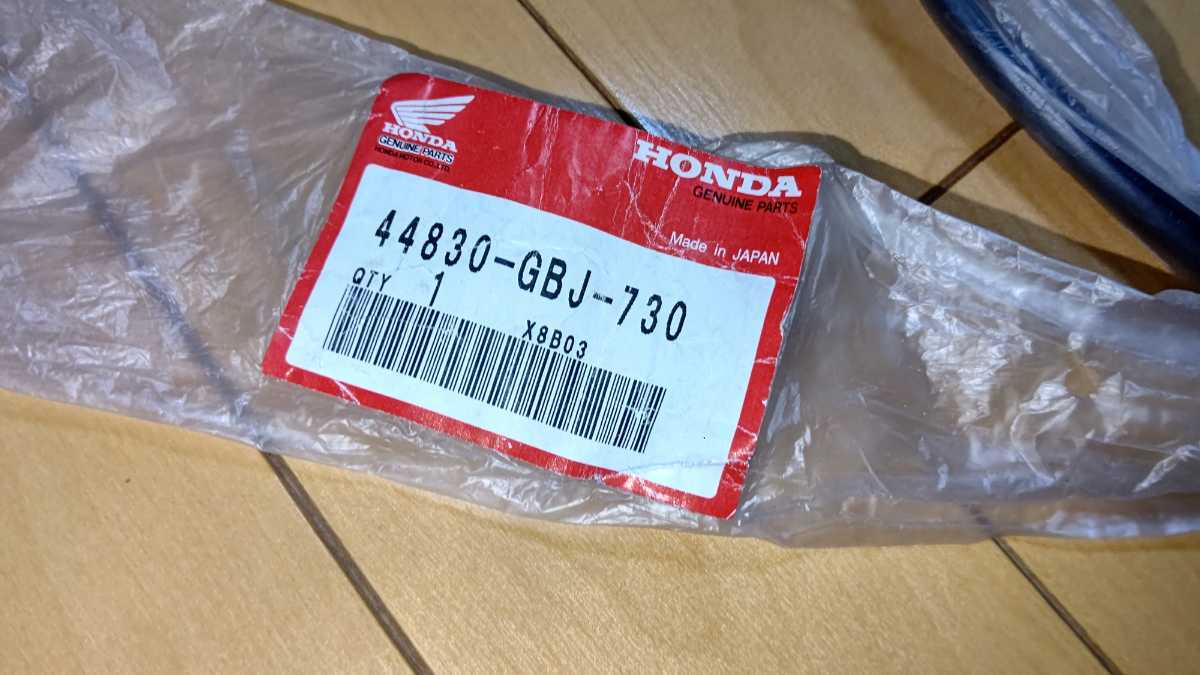 HONDA
GENUINE PARTS
HONDA MOTOR CO.,LTD.
HONDA
GENUINE PARTS
Made in JAPAN
44830-GBJ-730
QTY 1
X8B03